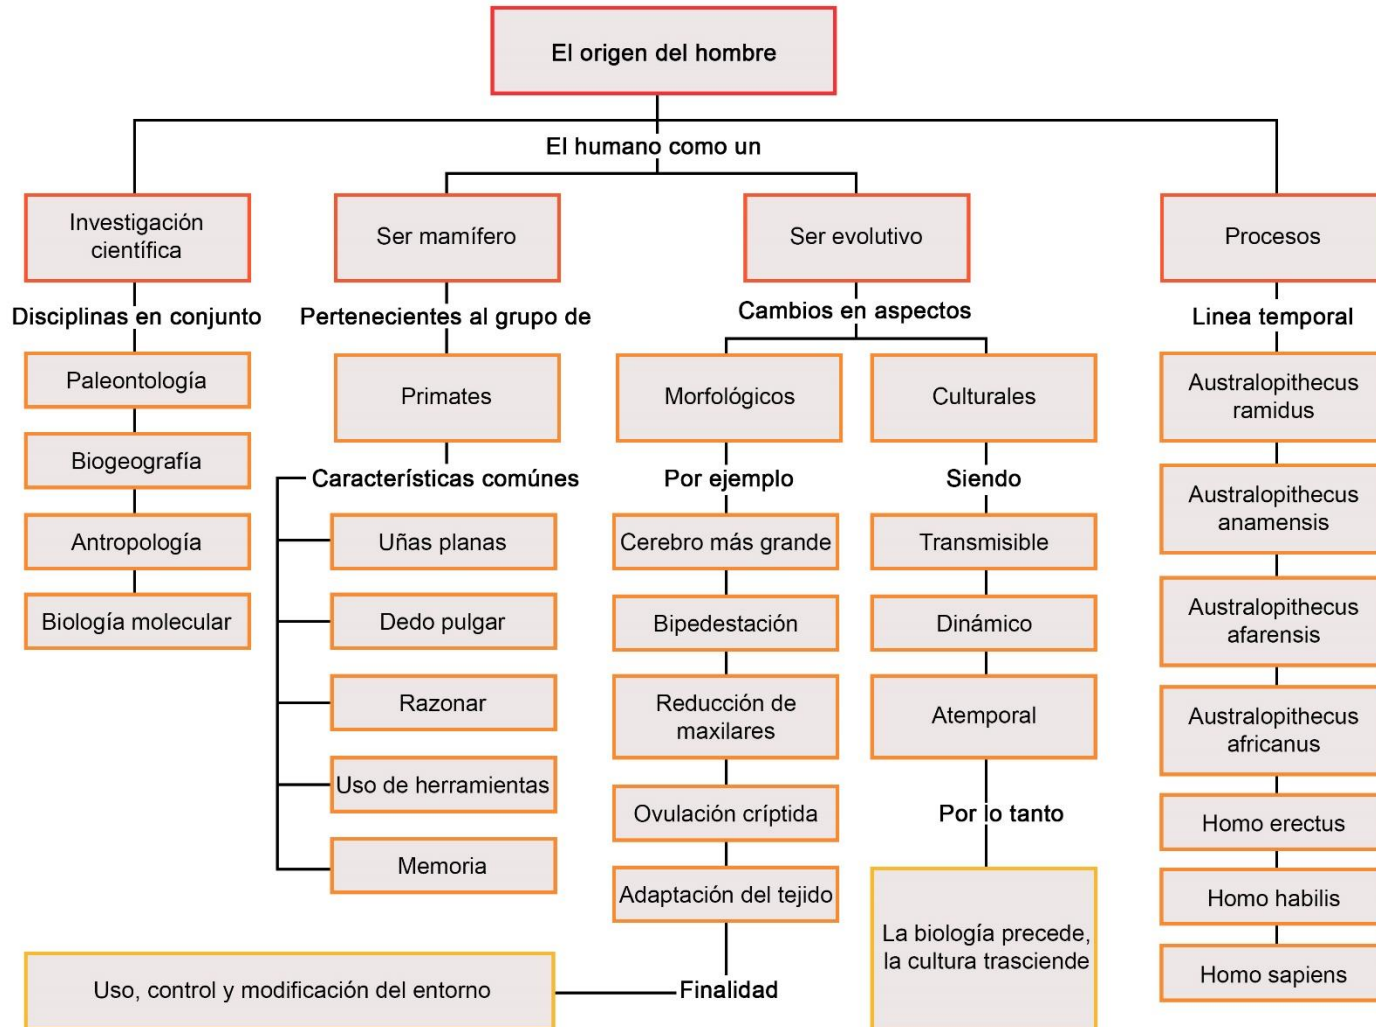 El origen del hombre
El humano como un
Investigación
científica
Disciplinas en conjunto
Paleontología
Biogeografía
Antropología
Biología molecular
Ser mamífero
Pertenecientes al grupo de
Primates
Características comúnes
Uñas planas
Dedo pulgar
Razonar
Uso de herramientas
Memoria
Ser evolutivo
Cambios en aspectos
Morfológicos
Por ejemplo
Cerebro más grande
Bipedestación
Reducción de
maxilares
Ovulación críptida
Adaptación del tejido
Finalidad
Uso, control y modificación del entorno
Culturales
Siendo
Transmisible
Dinámico
Atemporal
Por lo tanto
La biología precede,
la cultura trasciende
Procesos
Linea temporal
Australopithecus
ramidus
Australopithecus
anamensis
Australopithecus
afarensis
Australopithecus
africanus
Homo erectus
Homo habilis
Homo sapiens